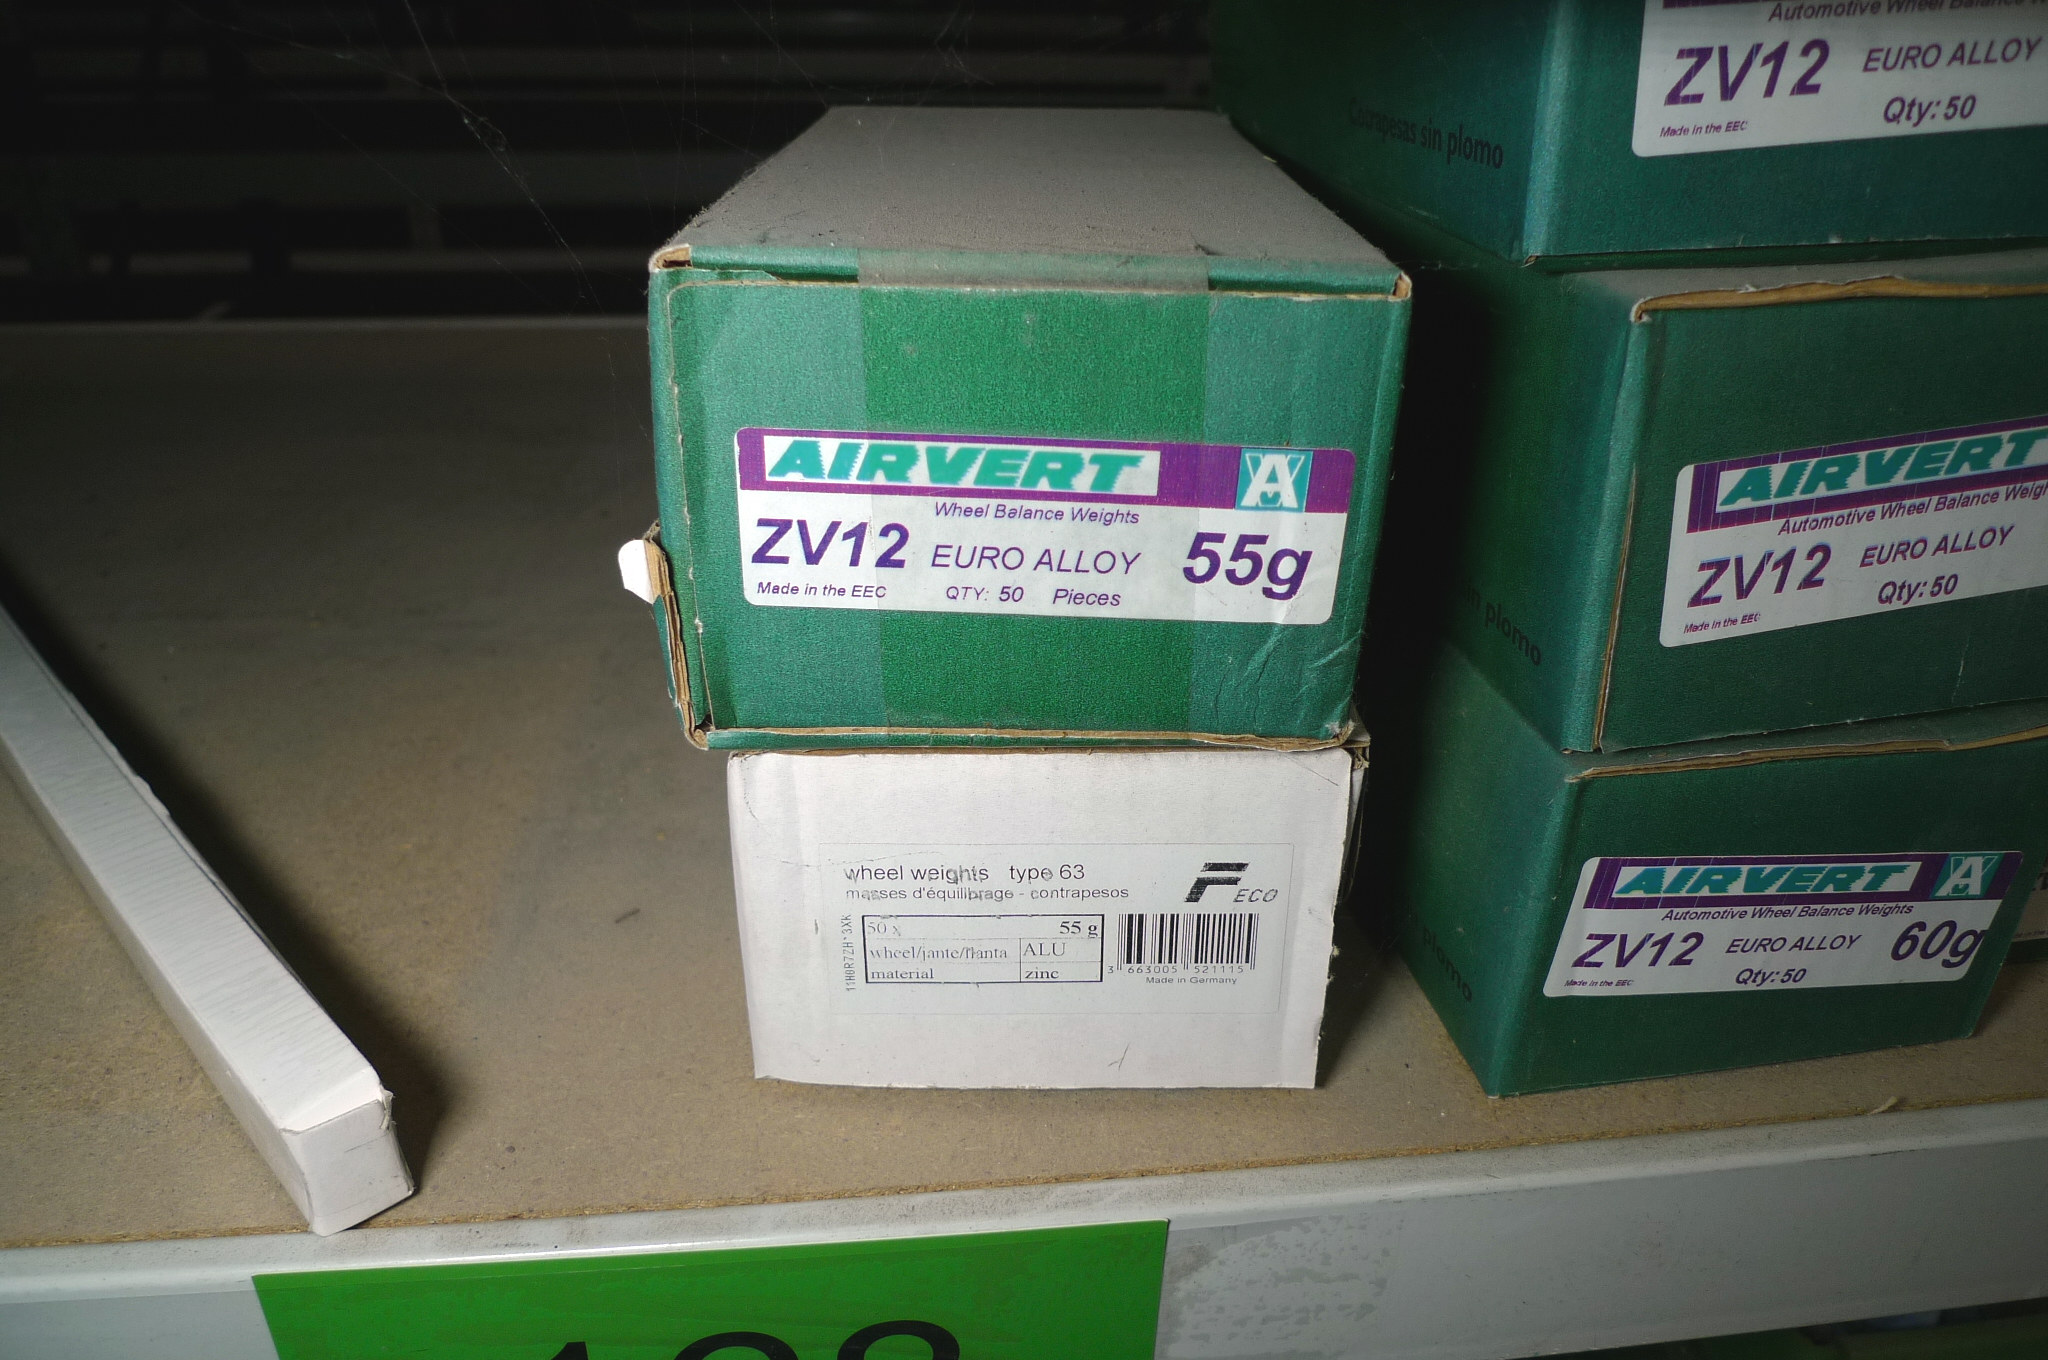 AIRVERT
Wheel Balance Weights
ZV12 EURO ALLOY 55g
Made in the EEC QTY: 50 Pieces
wheel weights type 63
masses d'équilibrage - contrapesos
F ECO
50 x 55 g
wheel/jante/llanta ALU
material zinc
3 663005 521115
Made in Germany
Automotive Wheel Balance
ZV12 EURO ALLOY
Qty: 50
Made in the EEC
Contrapesas sin plomo
AIRVERT
Automotive Wheel Balance
ZV12 EURO ALLOY
Qty: 50
Made in the EEC
plomo
AIRVERT
Automotive Wheel Balance Weights
ZV12 EURO ALLOY 60g
Qty: 50
Made in the EEC
plomo